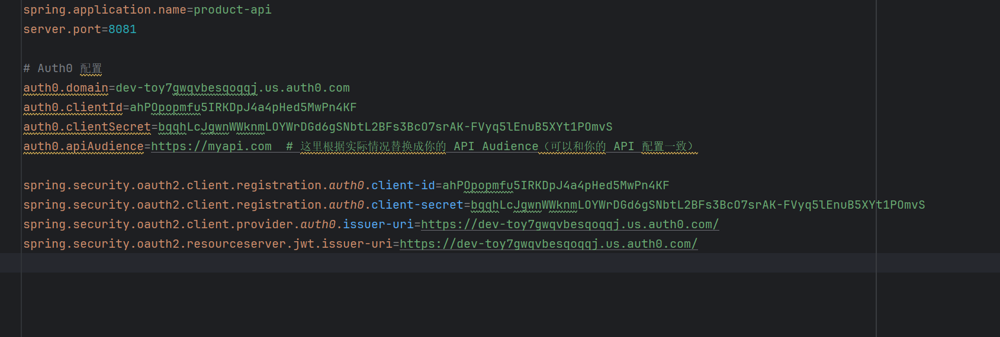 spring.application.name=product-api
server.port=8081
# Auth0 配置
auth0.domain=dev-toy7gwqvbesqoqqj.us.auth0.com
auth0.clientId=ahPOpopmfu5IRKDpJ4a4pHed5MwPn4KF
auth0.clientSecret=bqqhLcJgwnWWknmLOYWrDGd6gSNbtL2BFs3BcO7srAK-FVyq5lEnuB5XYt1POmvS
auth0.apiAudience=https://myapi.com  # 这里根据实际情况替换成你的 API Audience（可以和你的 API 配置一致）
spring.security.oauth2.client.registration.auth0.client-id=ahPOpopmfu5IRKDpJ4a4pHed5MwPn4KF
spring.security.oauth2.client.registration.auth0.client-secret=bqqhLcJgwnWWknmLOYWrDGd6gSNbtL2BFs3BcO7srAK-FVyq5lEnuB5XYt1POmvS
spring.security.oauth2.client.provider.auth0.issuer-uri=https://dev-toy7gwqvbesqoqqj.us.auth0.com/
spring.security.oauth2.resourceserver.jwt.issuer-uri=https://dev-toy7gwqvbesqoqqj.us.auth0.com/